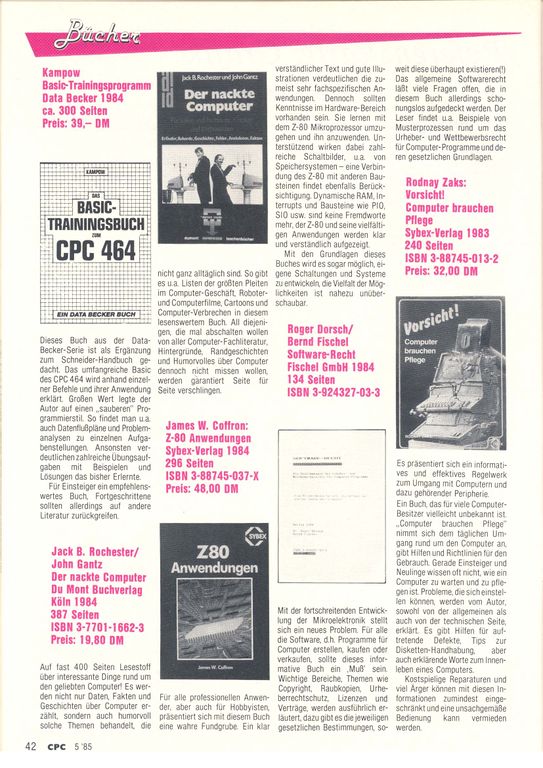 Bücher
Kampow
Basic-Trainingsprogramm
Data Becker 1984
ca. 300 Seiten
Preis: 39,– DM
KAMPOW
DAS
BASIC-
TRAININGSBUCH
ZUM
CPC 464
EIN DATA BECKER BUCH
Dieses Buch aus der Data-
Becker-Serie ist als Ergänzung
zum Schneider-Handbuch ge-
dacht. Das umfangreiche Basic
des CPC 464 wird anhand einzel-
ner Befehle und ihrer Anwendung
erklärt. Großen Wert legte der
Autor auf einen „sauberen" Pro-
grammierstil. So findet man u.a.
auch Datenflußpläne und Problem-
analysen zu einzelnen Aufga-
benstellungen. Ansonsten ver-
deutlichen zahlreiche Übungsauf-
gaben mit Beispielen und
Lösungen das bisher Erlernte.
Für Einsteiger ein empfehlens-
wertes Buch, Fortgeschrittene
sollten allerdings auf andere
Literatur zurückgreifen.
Jack B. Rochester/
John Gantz
Der nackte Computer
Du Mont Buchverlag
Köln 1984
387 Seiten
ISBN 3-7701-1662-3
Preis: 19,80 DM
Auf fast 400 Seiten Lesestoff
über interessante Dinge rund um
den geliebten Computer! Es wer-
den nicht nur Daten, Fakten und
Geschichten über Computer er-
zählt, sondern auch humorvoll
solche Themen behandelt, die
Jack B. Rochester und John Gantz
Der nackte
Computer
dumont
taschenbücher
nicht ganz alltäglich sind. So gibt
es u.a. Listen der größten Pleiten
im Computer-Geschäft, Roboter-
und Computerfilme, Cartoons und
Computer-Verbrechen in diesem
lesenswertem Buch. All diejeni-
gen, die mal abschalten wollen
von aller Computer-Fachliteratur,
Hintergründe, Randgeschichten
und Humorvolles über Computer
dennoch nicht missen wollen,
werden garantiert Seite für
Seite verschlingen.
James W. Coffron:
Z-80 Anwendungen
Sybex-Verlag 1984
296 Seiten
ISBN 3-88745-037-X
Preis: 48,00 DM
SYBEX
Z80
Anwendungen
James W. Coffron
Für alle professionellen Anwen-
der, aber auch für Hobbyisten,
präsentiert sich mit diesem Buch
eine wahre Fundgrube. Ein klar
verständlicher Text und gute Illu-
strationen verdeutlichen die zu-
meist sehr fachspezifischen An-
wendungen. Dennoch sollten
Kenntnisse im Hardware-Bereich
vorhanden sein. Sie lernen mit
dem Z-80 Mikroprozessor umzu-
gehen und ihn anzuwenden. Un-
terstützend wirken dabei zahl-
reiche Schaltbilder, u.a. von
Speichersystemen – eine Verbin-
dung des Z-80 mit anderen Bau-
steinen findet ebenfalls Berück-
sichtigung. Dynamische RAM, In-
terrupts und Bausteine wie PIO,
SIO usw. sind keine Fremdworte
mehr, der Z-80 und seine vielfälti-
gen Anwendungen werden klar
und verständlich aufgezeigt.
Mit den Grundlagen dieses
Buches wird es sogar möglich, ei-
gene Schaltungen und Systeme
zu entwickeln, die Vielfalt der Mög-
lichkeiten ist nahezu unüber-
schaubar.
Roger Dorsch/
Bernd Fischel
Software-Recht
Fischel GmbH 1984
134 Seiten
ISBN 3-924327-03-3
Mit der fortschreitenden Entwick-
lung der Mikroelektronik stellt
sich ein neues Problem. Für alle
die Software, d.h. Programme für
Computer erstellen, kaufen oder
verkaufen, sollte dieses infor-
mative Buch ein ,Muß' sein.
Wichtige Bereiche, Themen wie
Copyright, Raubkopien, Urhe-
berrechtschutz, Lizenzen und
Verträge, werden ausführlich er-
läutert, dazu gibt es die jeweiligen
gesetzlichen Bestimmungen, so-
weit diese überhaupt existieren(!)
Das allgemeine Softwarerecht
läßt viele Fragen offen, die in
diesem Buch allerdings scho-
nungslos aufgedeckt werden. Der
Leser findet u.a. Beispiele von
Musterprozessen rund um das
Urheber- und Wettbewerbsrecht
für Computer-Programme und de-
ren gesetzlichen Grundlagen.
Rodnay Zaks:
Vorsicht!
Computer brauchen
Pflege
Sybex-Verlag 1983
240 Seiten
ISBN 3-88745-013-2
Preis: 32,00 DM
Vorsicht!
Computer
brauchen
Pflege
Es präsentiert sich ein informati-
ves und effektives Regelwerk
zum Umgang mit Computern und
dazu gehörender Peripherie.
Ein Buch, das für viele Computer-
Besitzer vielleicht unbekannt ist.
„Computer brauchen Pflege"
nimmt sich dem täglichen Um-
gang rund um den Computer an,
gibt Hilfen und Richtlinien für den
Gebrauch. Gerade Einsteiger und
Neulinge wissen oft nicht, wie ein
Computer zu warten und zu pfle-
gen ist. Probleme, die sich einstel-
len können, werden vom Autor,
sowohl von der allgemeinen als
auch von der technischen Seite,
erklärt. Es gibt Hilfen für auf-
tretende Defekte, Tips zur
Disketten-Handhabung, aber
auch erklärende Worte zum Innen-
leben eines Computers.
Kostspielige Reparaturen und
viel Ärger können mit diesen In-
formationen zumindest einge-
schränkt und eine unsachgemäße
Bedienung kann vermieden
werden.
42 CPC 5'85